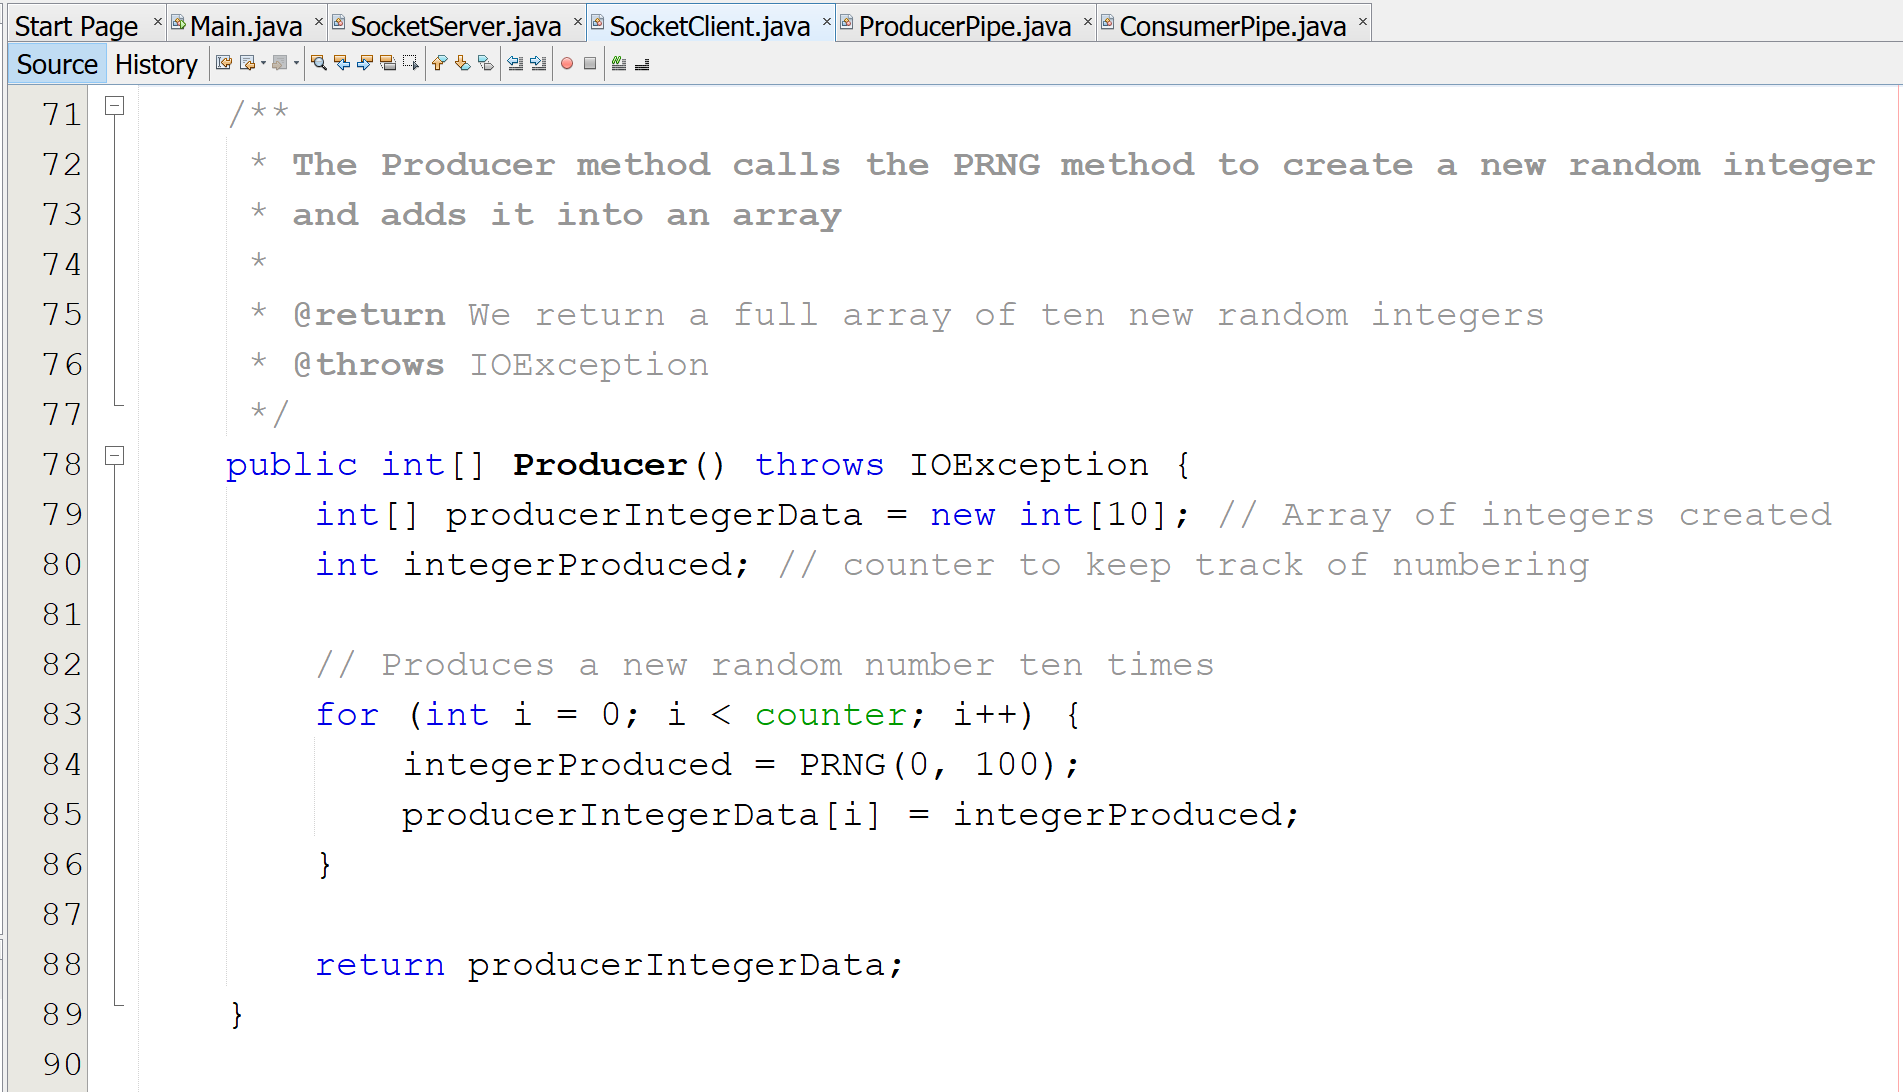 Start Page × Main.java × SocketServer.java × SocketClient.java × ProducerPipe.java × ConsumerPipe.java ×
Source History
71 /**
72 * The Producer method calls the PRNG method to create a new random integer
73 * and adds it into an array
74 *
75 * @return We return a full array of ten new random integers
76 * @throws IOException
77 */
78 public int[] Producer() throws IOException {
79 int[] producerIntegerData = new int[10]; // Array of integers created
80 int integerProduced; // counter to keep track of numbering
81
82 // Produces a new random number ten times
83 for (int i = 0; i < counter; i++) {
84 integerProduced = PRNG(0, 100);
85 producerIntegerData[i] = integerProduced;
86 }
87
88 return producerIntegerData;
89 }
90